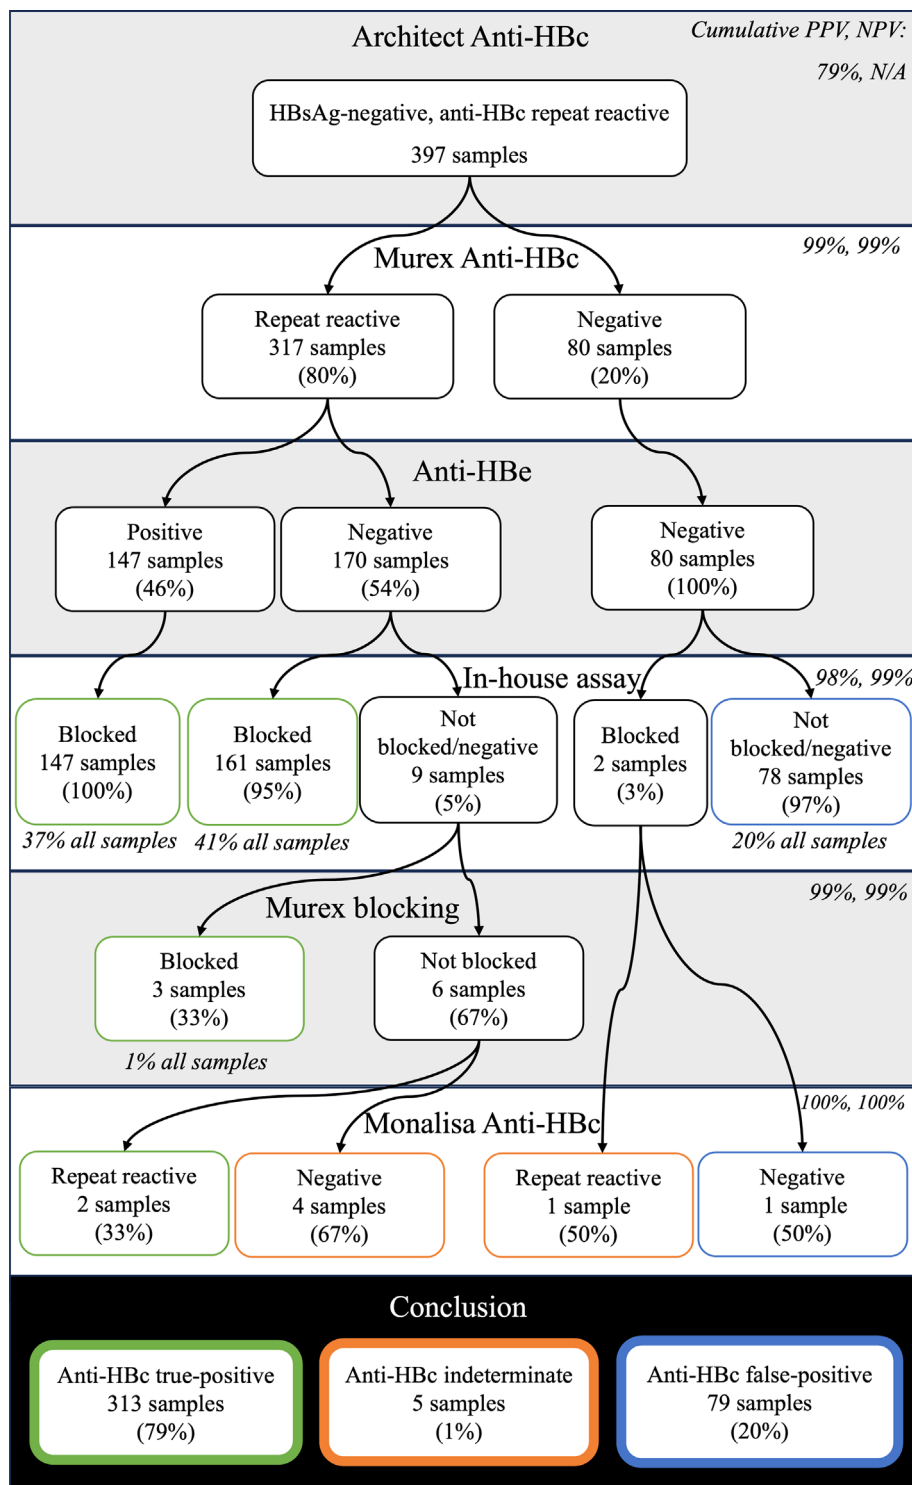 Architect Anti-HBc
Cumulative PPV, NPV:
79%, N/A
HBsAg-negative, anti-HBc repeat reactive
397 samples
99%, 99%
Murex Anti-HBc
Repeat reactive
317 samples
(80%)
Negative
80 samples
(20%)
Anti-HBe
Positive
147 samples
(46%)
Negative
170 samples
(54%)
Negative
80 samples
(100%)
In-house assay
98%, 99%
Blocked
147 samples
(100%)
37% all samples
Blocked
161 samples
(95%)
41% all samples
Not
blocked/negative
9 samples
(5%)
Blocked
2 samples
(3%)
Not
blocked/negative
78 samples
(97%)
20% all samples
99%, 99%
Murex blocking
Blocked
3 samples
(33%)
1% all samples
Not blocked
6 samples
(67%)
100%, 100%
Monalisa Anti-HBc
Repeat reactive
2 samples
(33%)
Negative
4 samples
(67%)
Repeat reactive
1 sample
(50%)
Negative
1 sample
(50%)
Conclusion
Anti-HBc true-positive
313 samples
(79%)
Anti-HBc indeterminate
5 samples
(1%)
Anti-HBc false-positive
79 samples
(20%)